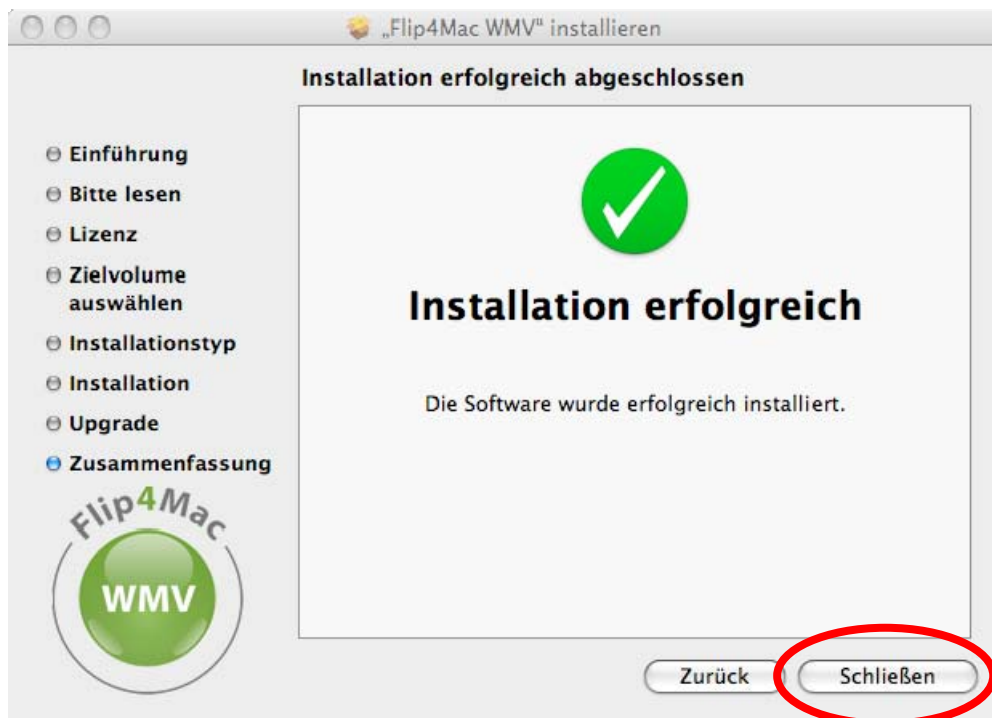 „Flip4Mac WMV“ installieren
Installation erfolgreich abgeschlossen
Einführung
Bitte lesen
Lizenz
Zielvolume
auswählen
Installationstyp
Installation
Upgrade
Zusammenfassung
Flip4Mac
WMV
Installation erfolgreich
Die Software wurde erfolgreich installiert.
Zurück
Schließen